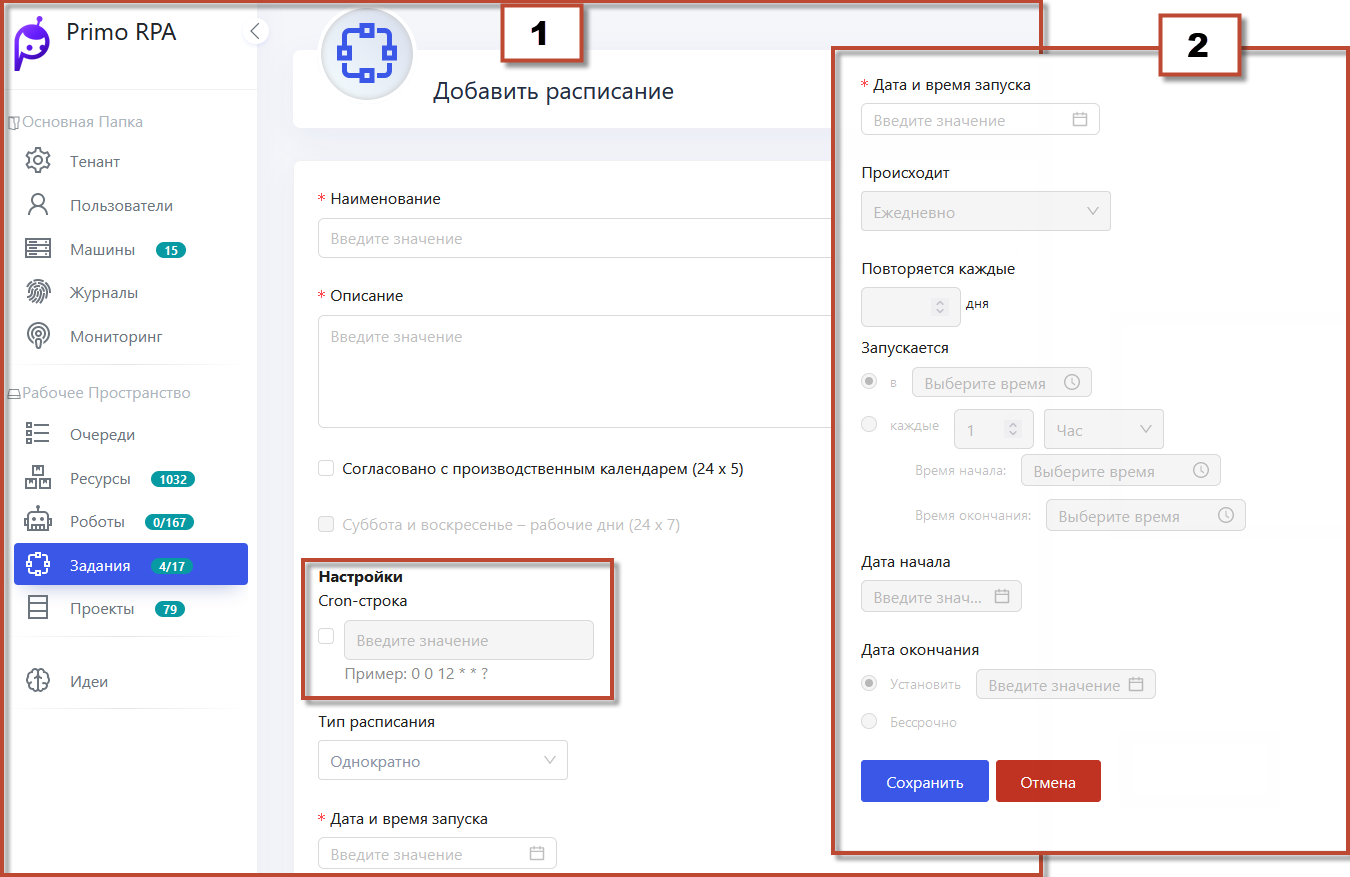 Primo RPA
Основная Папка
Тенант
Пользователи
Машины 15
Журналы
Мониторинг
Рабочее Пространство
Очереди
Ресурсы 1032
Роботы 0/167
Задания 4/17
Проекты 79
Идеи
1
Добавить расписание
* Наименование
Введите значение
* Описание
Введите значение
Согласовано с производственным календарем (24 x 5)
Суббота и воскресенье – рабочие дни (24 x 7)
Настройки
Cron-строка
Введите значение
Пример: 0 0 12 * * ?
Тип расписания
Однократно
* Дата и время запуска
Введите значение
2
* Дата и время запуска
Введите значение
Происходит
Ежедневно
Повторяется каждые
дня
Запускается
в Выберите время
каждые 1 Час
Время начала: Выберите время
Время окончания: Выберите время
Дата начала
Введите знач...
Дата окончания
Установить Введите значение
Бессрочно
Сохранить Отмена